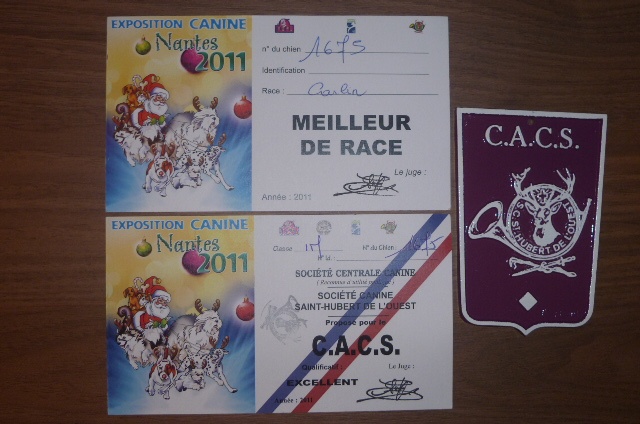 EXPOSITION CANINE
Nantes
2011
n° du chien 1675
Identification
Race : Carlin
MEILLEUR
DE RACE
Le juge :
Année : 2011
EXPOSITION CANINE
Nantes
2011
Classe
N° du Chien: 1675
SOCIÉTÉ CENTRALE CANINE
SOCIÉTÉ CANINE
SAINT-HUBERT DE L'OUEST
Proposé pour le
C.A.C.S.
Qualificatif :
Le Juge :
EXCELLENT
Année : 2011
C.A.C.S.
S.C. ST-HUBERT DE L'OUEST